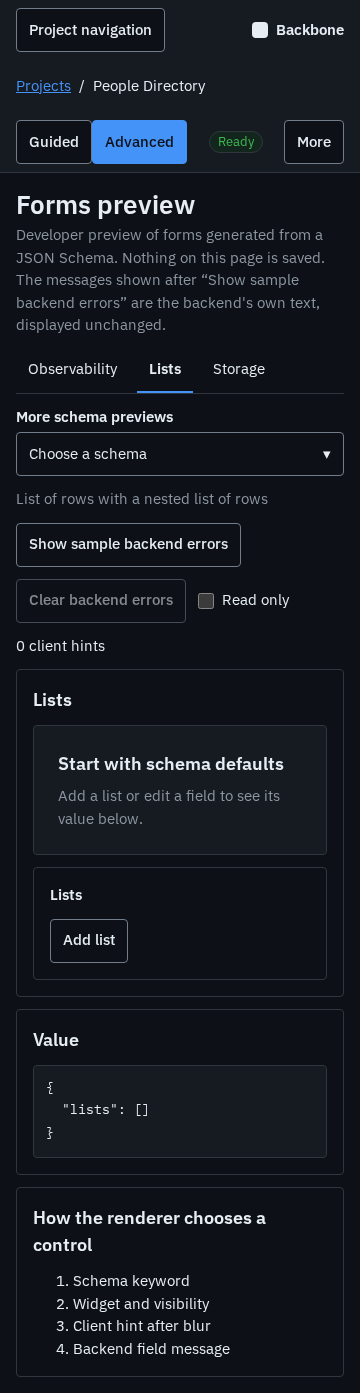 Project navigation
Backbone
Projects / People Directory
Guided
Advanced
Ready
More
Forms preview
Developer preview of forms generated from a
JSON Schema. Nothing on this page is saved.
The messages shown after “Show sample
backend errors” are the backend's own text,
displayed unchanged.
Observability
Lists
Storage
More schema previews
Choose a schema ▾
List of rows with a nested list of rows
Show sample backend errors
Clear backend errors
Read only
0 client hints
Lists
Start with schema defaults
Add a list or edit a field to see its
value below.
Lists
Add list
Value
{
  "lists": []
}
How the renderer chooses a
control
1. Schema keyword
2. Widget and visibility
3. Client hint after blur
4. Backend field message